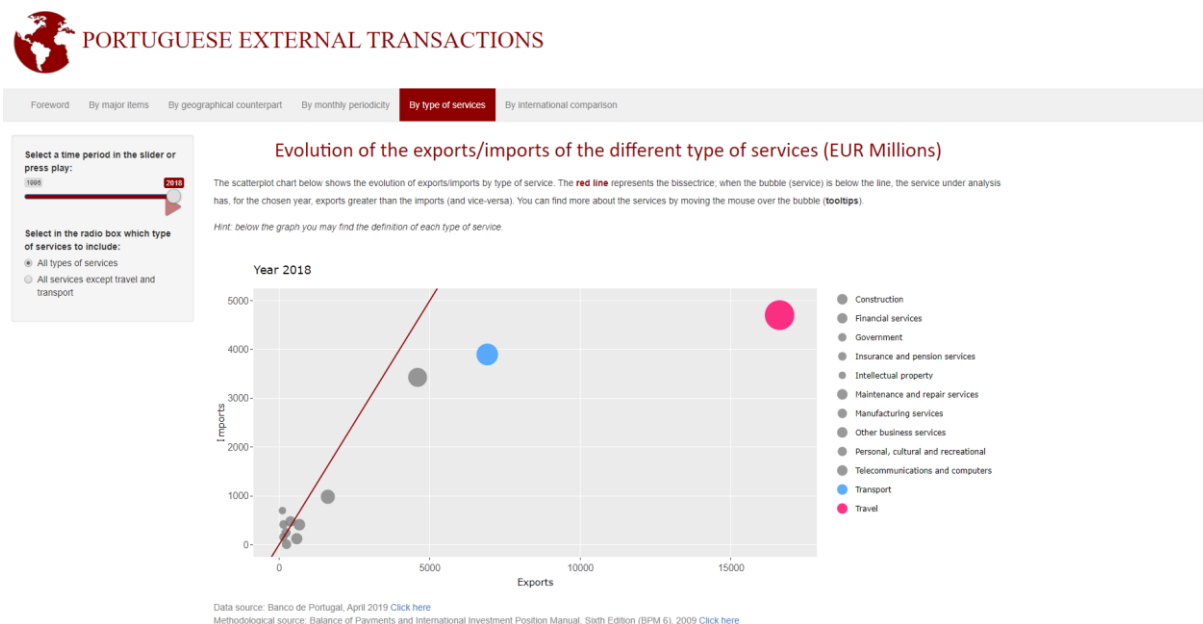 PORTUGUESE EXTERNAL TRANSACTIONS
Foreword By major items By geographical counterpart By monthly periodicity By type of services By international comparison
Select a time period in the slider or
press play:
1995 2018
Select in the radio box which type
of services to include:
All types of services
All services except travel and
transport
Evolution of the exports/imports of the different type of services (EUR Millions)
The scatterplot chart below shows the evolution of exports/imports by type of service. The red line represents the bissectrice; when the bubble (service) is below the line, the service under analysis
has, for the chosen year, exports greater than the imports (and vice-versa). You can find more about the services by moving the mouse over the bubble (tooltips).
Hint: below the graph you may find the definition of each type of service.
Year 2018
5000
4000
3000
2000
1000
0
Imports
0 5000 10000 15000
Exports
Construction
Financial services
Government
Insurance and pension services
Intellectual property
Maintenance and repair services
Manufacturing services
Other business services
Personal, cultural and recreational
Telecommunications and computers
Transport
Travel
Data source: Banco de Portugal, April 2019 Click here
Methodological source: Balance of Payments and International Investment Position Manual, Sixth Edition (BPM 6), 2009 Click here